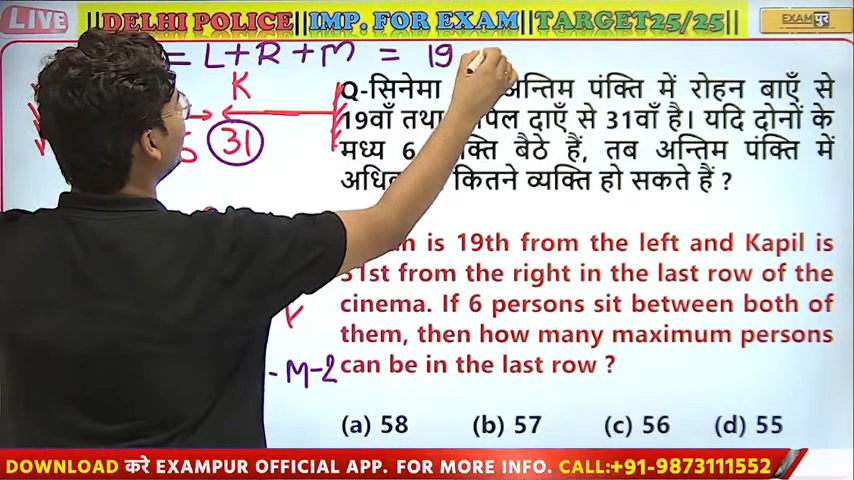 LIVE
||DELHI POLICE||IMP. FOR EXAM||TARGET25/25||
EXAMपुर
= L+R+M = 19
K
31
Q-सिनेमा अन्तिम पंक्ति में रोहन बाएँ से
19वाँ तथा दाएँ से 31वाँ है। यदि दोनों के
मध्य 6 बैठे हैं, तब अन्तिम पंक्ति में
कितने व्यक्ति हो सकते हैं ?
is 19th from the left and Kapil is
31st from the right in the last row of the
cinema. If 6 persons sit between both of
them, then how many maximum persons
can be in the last row ?
- M-2
(a) 58 (b) 57 (c) 56 (d) 55
DOWNLOAD करे EXAMPUR OFFICIAL APP. FOR MORE INFO. CALL:+91-9873111552